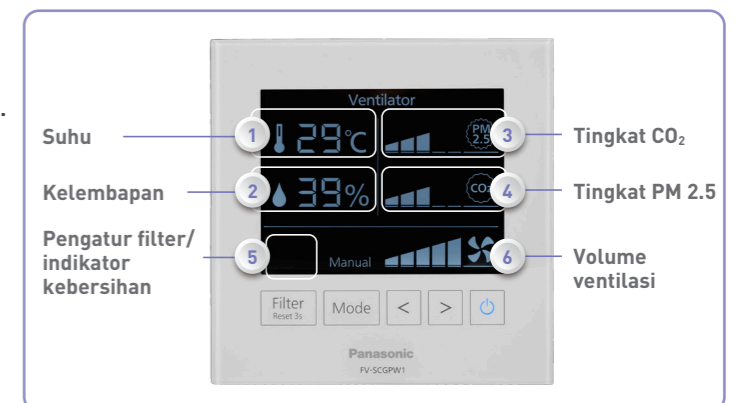 Ventilator
Suhu
1
29°C
PM
2.5
3
Tingkat CO₂
Kelembapan
2
39%
CO₂
4
Tingkat PM 2.5
Pengatur filter/
indikator
kebersihan
5
Manual
6
Volume
ventilasi
Filter
Reset 3s
Mode
<
>
Panasonic
FV-SCGPW1